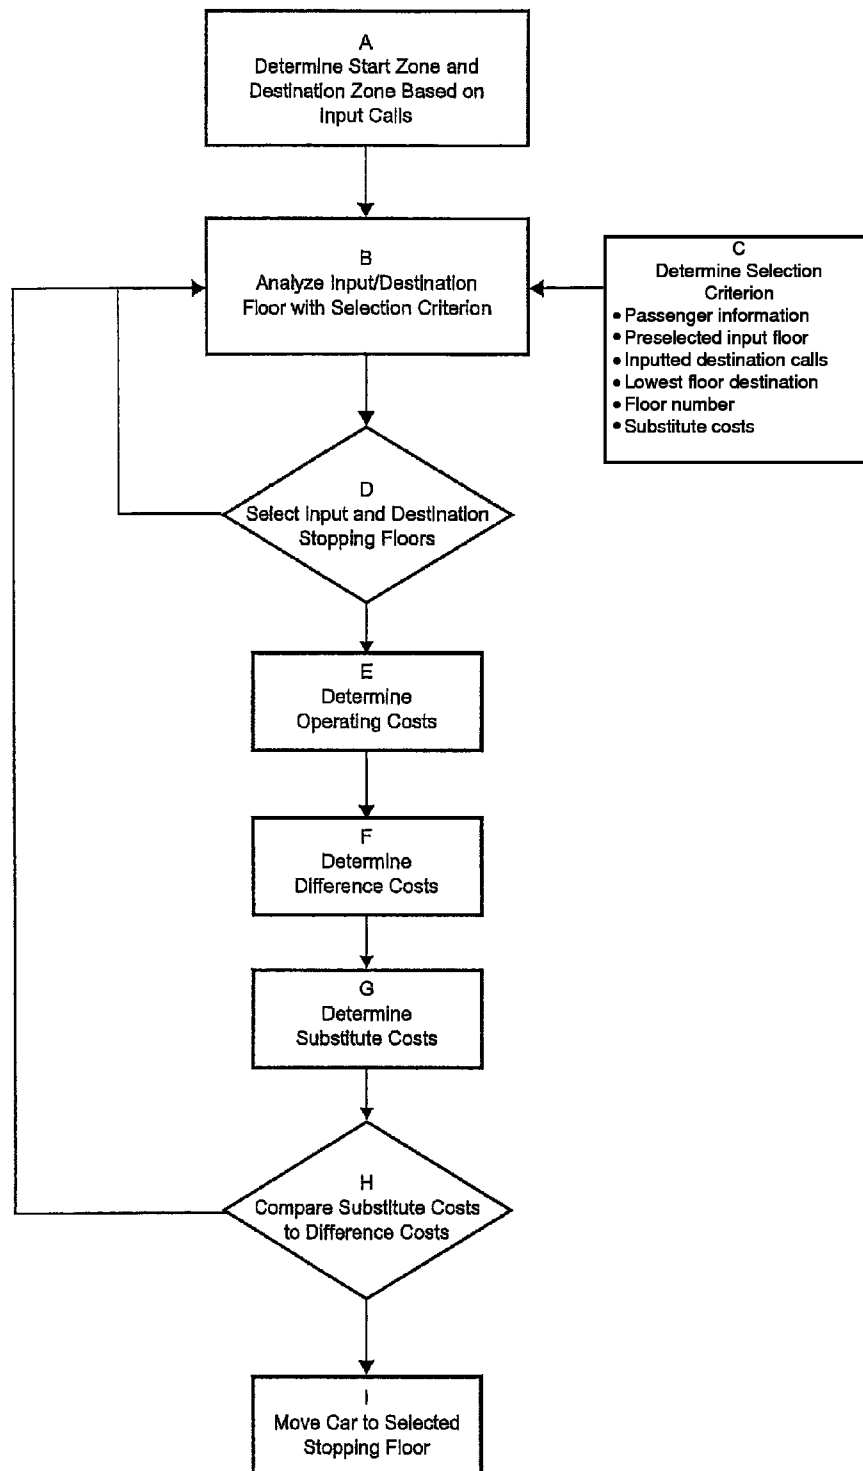 A
Determine Start Zone and
Destination Zone Based on
Input Calls
B
Analyze Input/Destination
Floor with Selection Criterion
C
Determine Selection
Criterion
• Passenger information
• Preselected input floor
• Inputted destination calls
• Lowest floor destination
• Floor number
• Substitute costs
D
Select Input and Destination
Stopping Floors
E
Determine
Operating Costs
F
Determine
Difference Costs
G
Determine
Substitute Costs
H
Compare Substitute Costs
to Difference Costs
I
Move Car to Selected
Stopping Floor